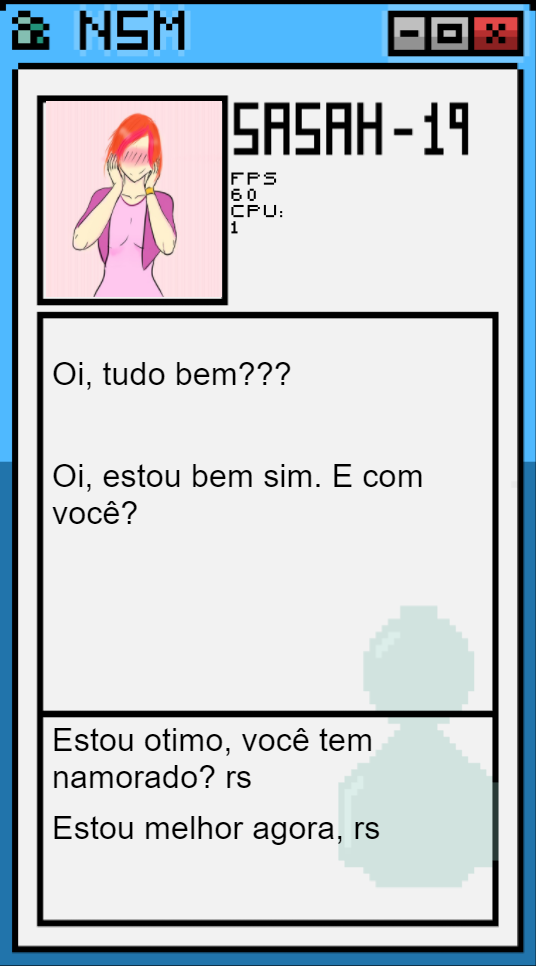 NSM
SASAH-19
FPS
60
CPU:
1
Oi, tudo bem???
Oi, estou bem sim. E com
você?
Estou otimo, você tem
namorado? rs
Estou melhor agora, rs